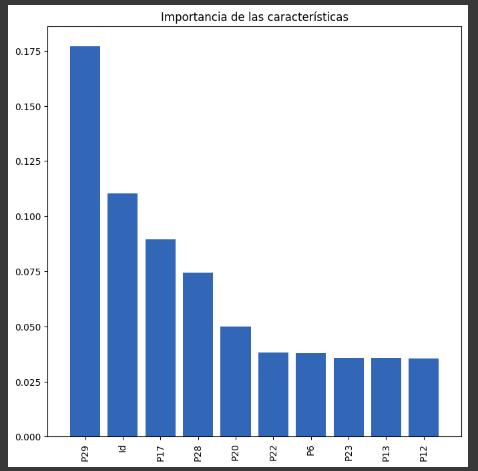 Importancia de las características
0.175
0.150
0.125
0.100
0.075
0.050
0.025
0.000
P29
Id
P17
P28
P20
P22
P6
P23
P13
P12